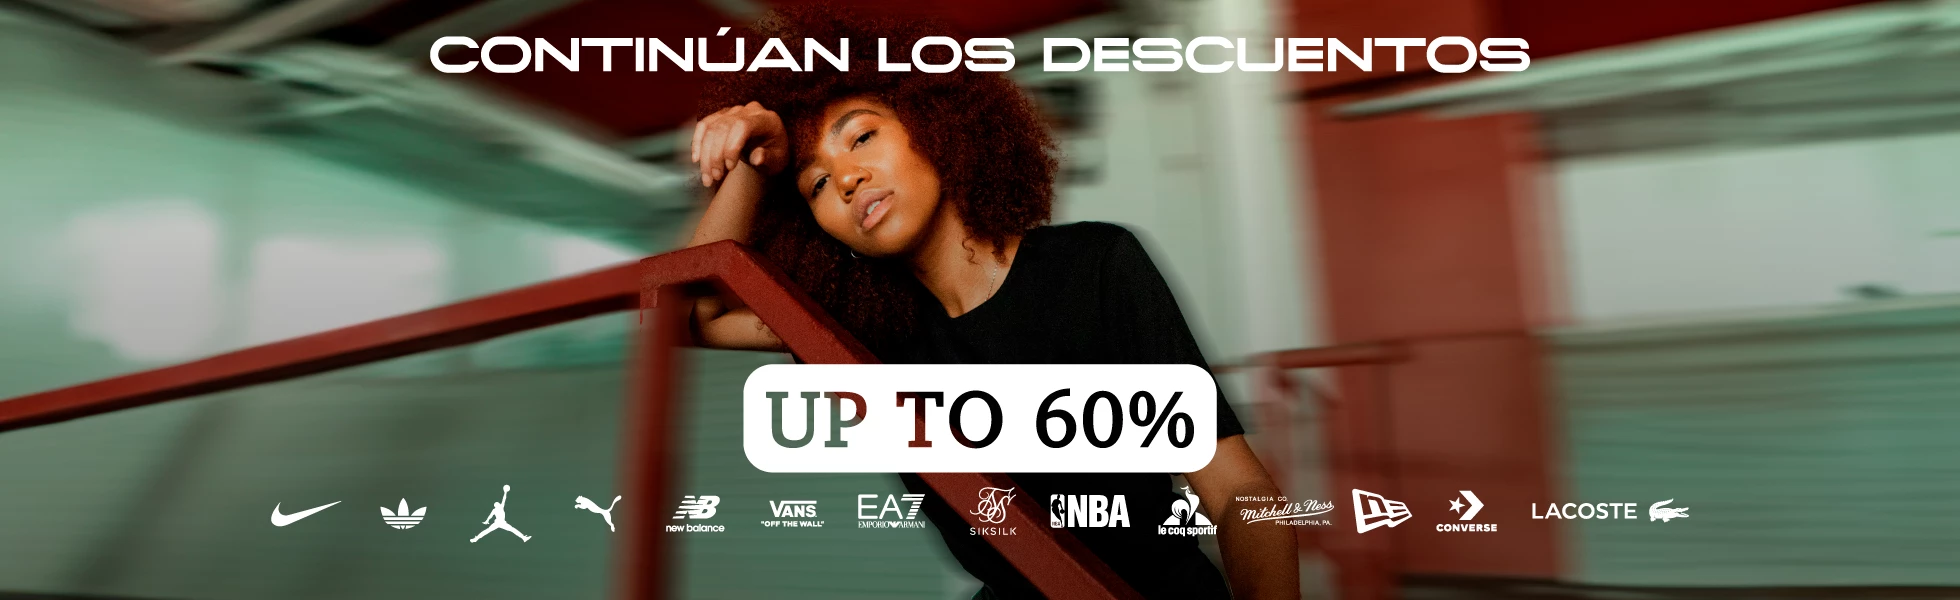 CONTINÚAN LOS DESCUENTOS
UP TO 60%
new balance
VANS
"OFF THE WALL"
EA7
EMPORIO ARMANI
SIKSILK
NBA
le coq sportif
NOSTALGIA CO.
Mitchell & Ness
PHILADELPHIA, PA.
CONVERSE
LACOSTE